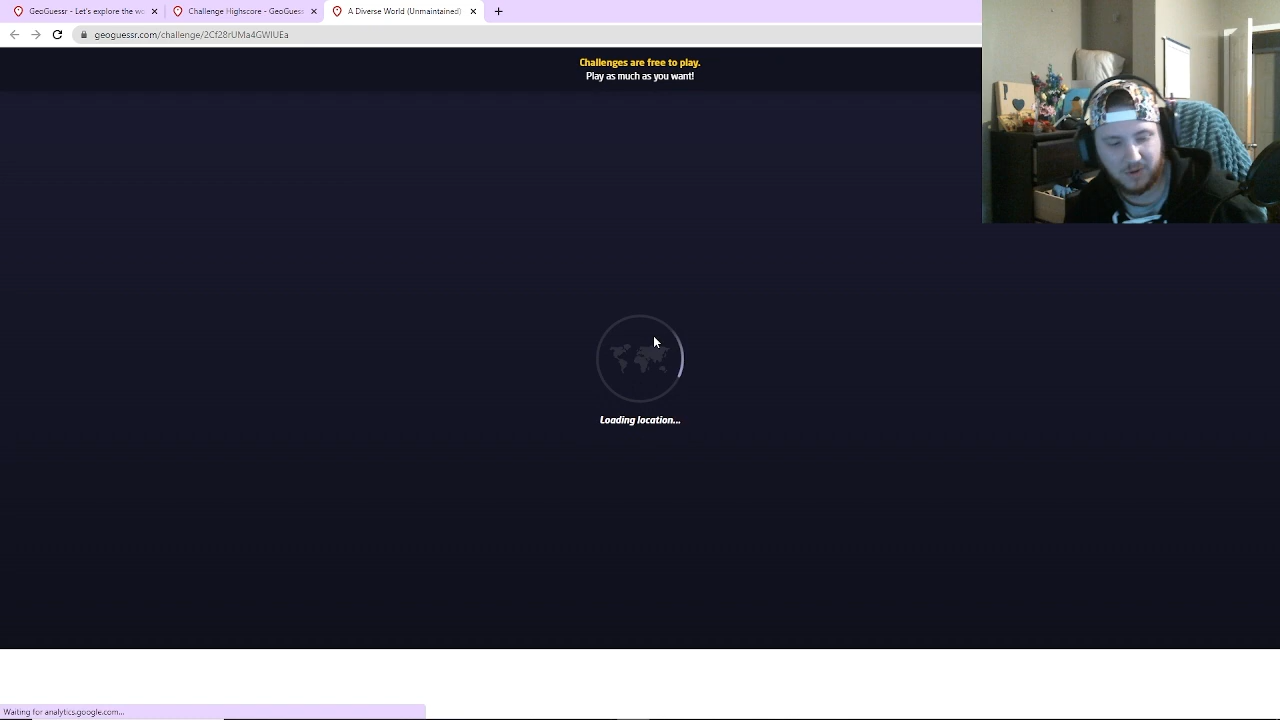 GeoGuessr - Let's explore the wo
Challenge Highscore - GeoGuess
A Diverse World (Unmaintained)
geoguessr.com/challenge/2Cf28rUMa4GWIUEa
Challenges are free to play.
Play as much as you want!
Loading location...
Waiting for analytics.google.com...